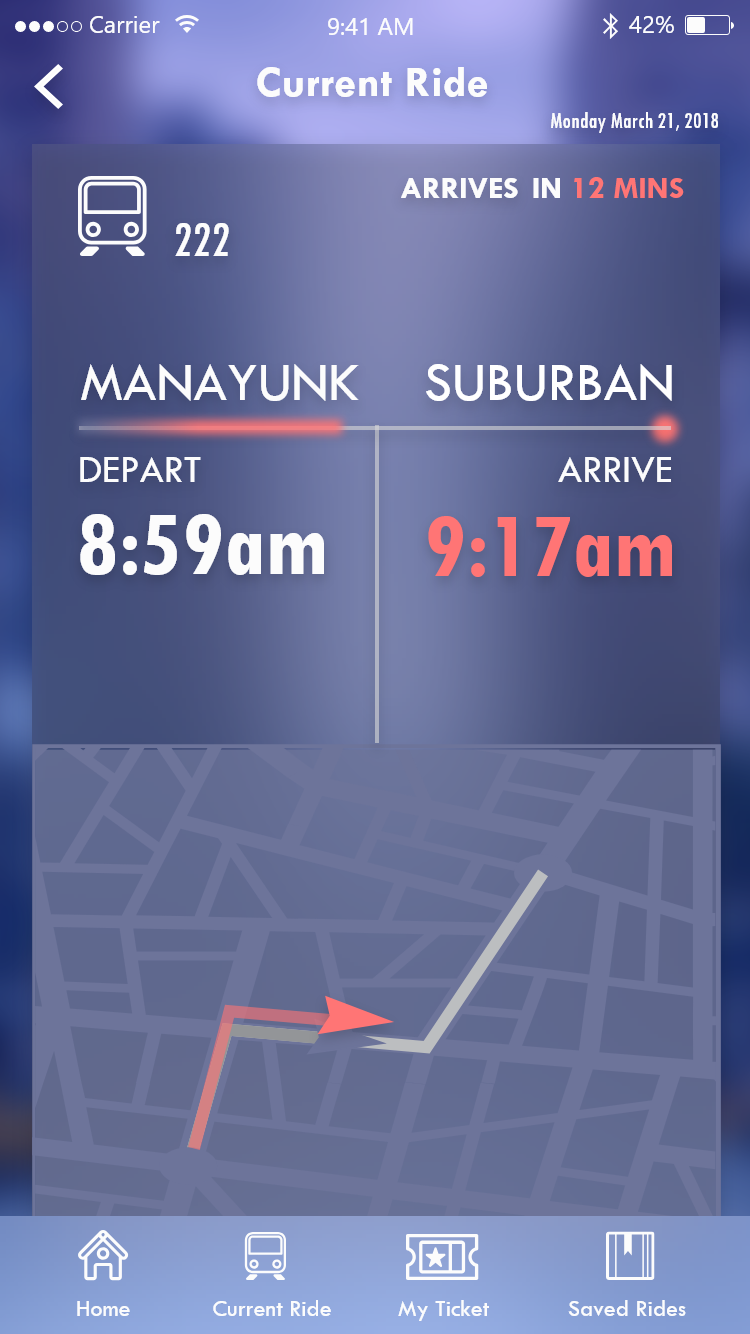 Carrier 9:41 AM 42%
Current Ride
Monday March 21, 2018
ARRIVES IN 12 MINS
222
MANAYUNK SUBURBAN
DEPART ARRIVE
8:59am 9:17am
Home Current Ride My Ticket Saved Rides